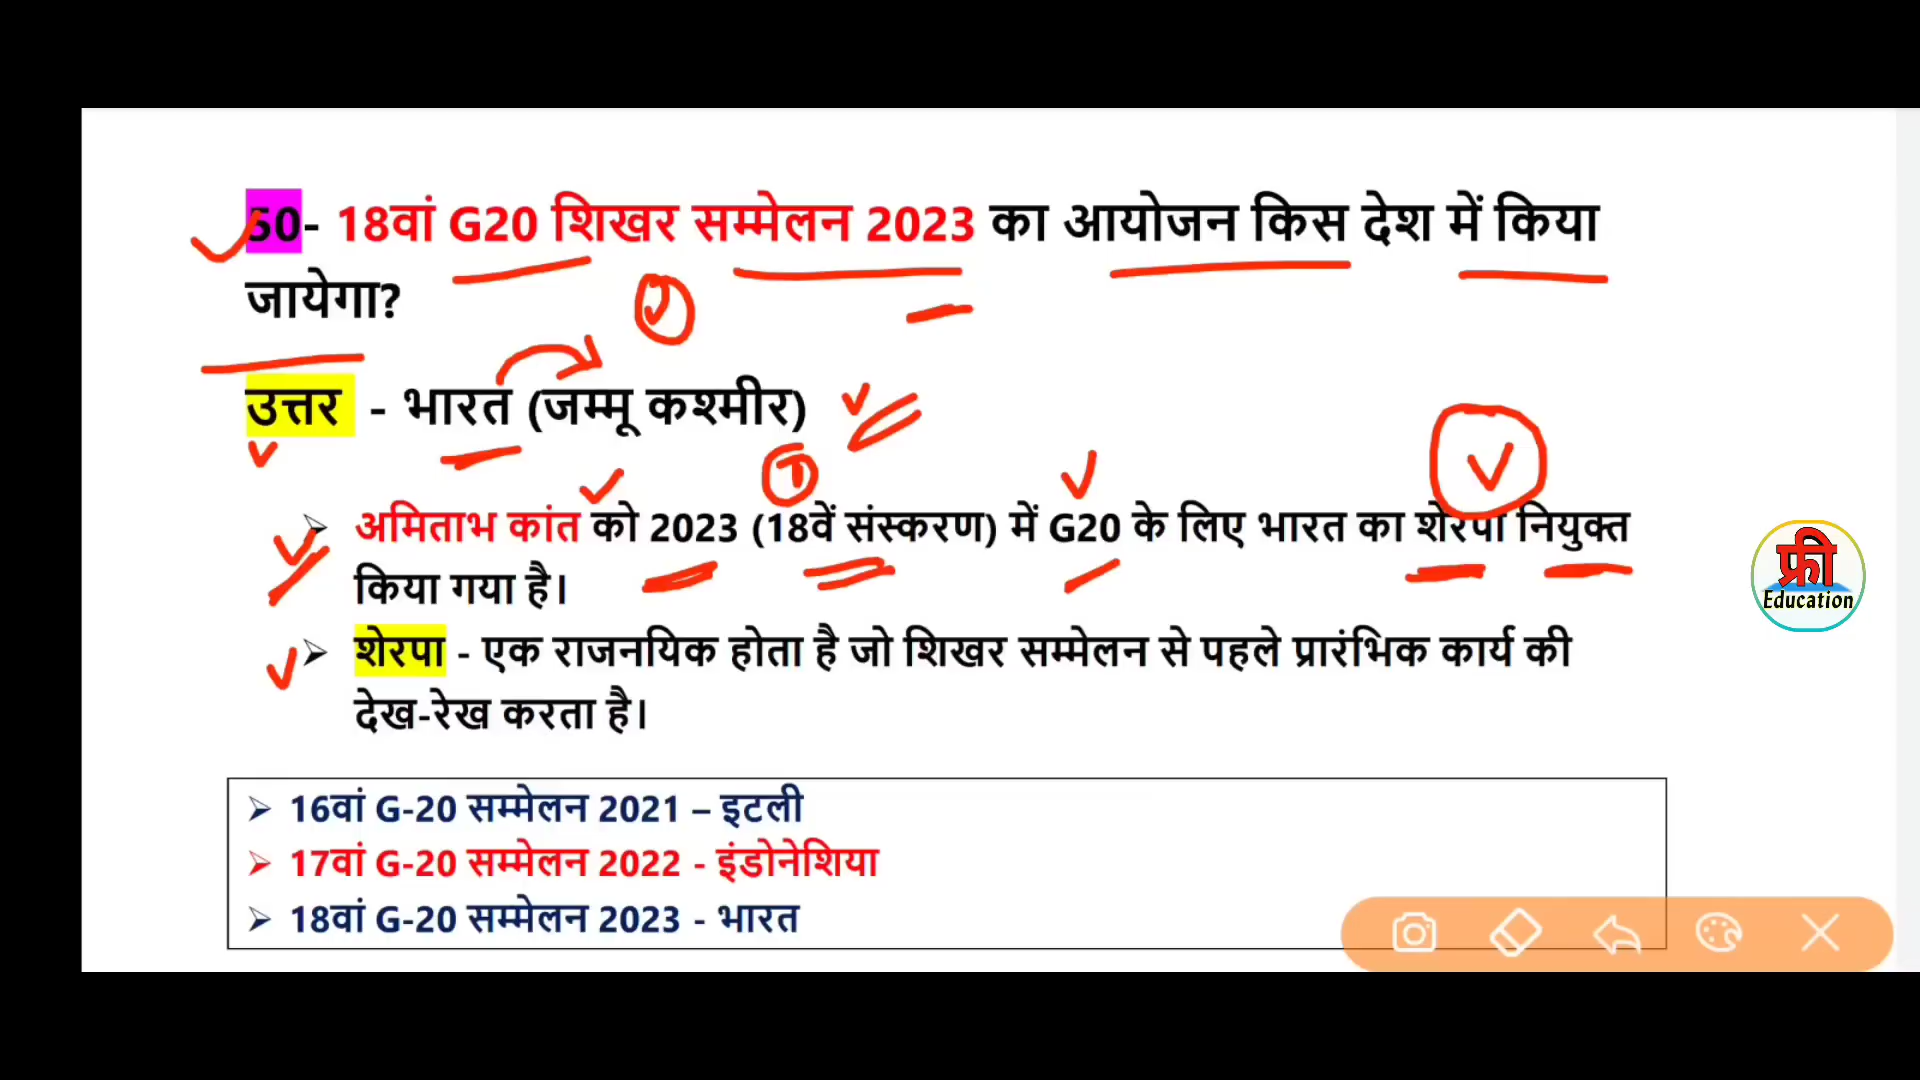 50- 18वां G20 शिखर सम्मेलन 2023 का आयोजन किस देश में किया
जायेगा?
उत्तर - भारत (जम्मू कश्मीर)
➢ अमिताभ कांत को 2023 (18वें संस्करण) में G20 के लिए भारत का शेरपा नियुक्त
किया गया है।
➢ शेरपा - एक राजनयिक होता है जो शिखर सम्मेलन से पहले प्रारंभिक कार्य की
देख-रेख करता है।
फ्री
Education
➢ 16वां G-20 सम्मेलन 2021 – इटली
➢ 17वां G-20 सम्मेलन 2022 - इंडोनेशिया
➢ 18वां G-20 सम्मेलन 2023 - भारत